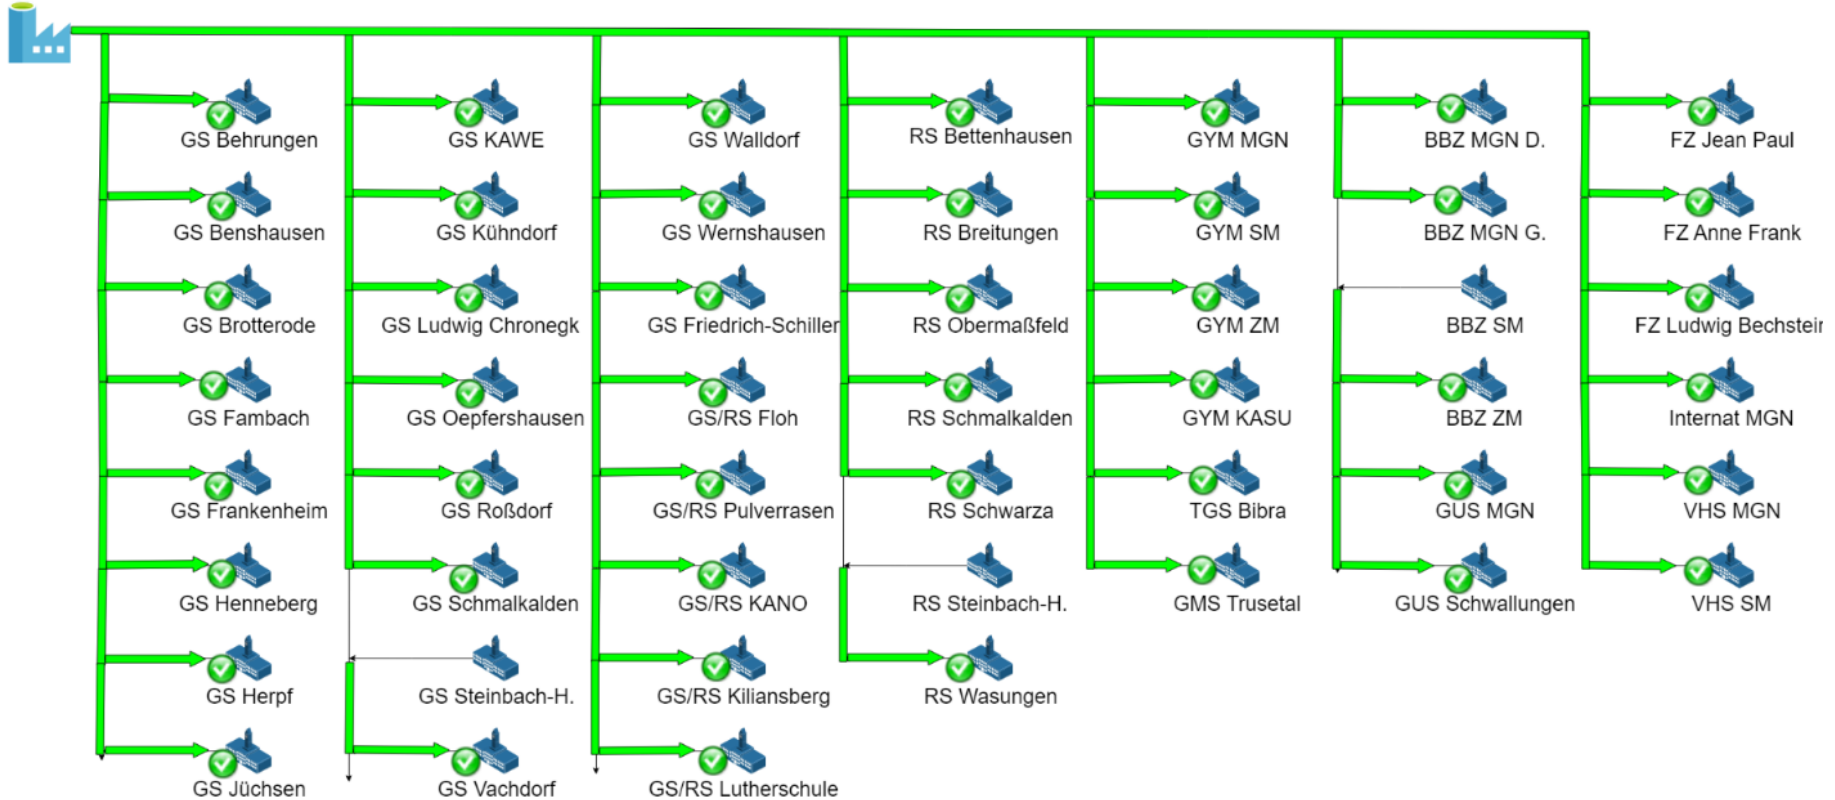 GS Behrungen
GS KAWE
GS Walldorf
RS Bettenhausen
GYM MGN
BBZ MGN D.
FZ Jean Paul
GS Benshausen
GS Kühndorf
GS Wernshausen
RS Breitungen
GYM SM
BBZ MGN G.
FZ Anne Frank
GS Brotterode
GS Ludwig Chronegk
GS Friedrich-Schiller
RS Obermaßfeld
GYM ZM
BBZ SM
FZ Ludwig Bechstein
GS Fambach
GS Oepfershausen
GS/RS Floh
RS Schmalkalden
GYM KASU
BBZ ZM
Internat MGN
GS Frankenheim
GS Roßdorf
GS/RS Pulverrasen
RS Schwarza
TGS Bibra
GUS MGN
VHS MGN
GS Henneberg
GS Schmalkalden
GS/RS KANO
RS Steinbach-H.
GMS Trusetal
GUS Schwallungen
VHS SM
GS Herpf
GS Steinbach-H.
GS/RS Kiliansberg
RS Wasungen
GS Jüchsen
GS Vachdorf
GS/RS Lutherschule